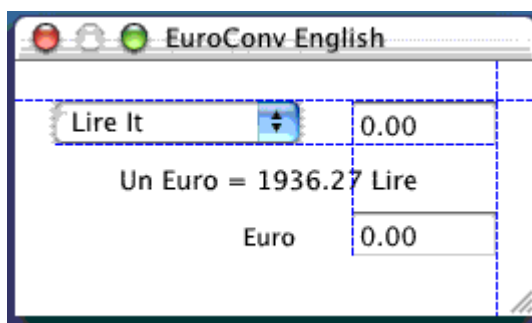 EuroConv English
Lire It 0.00
Un Euro = 1936.27 Lire
Euro 0.00